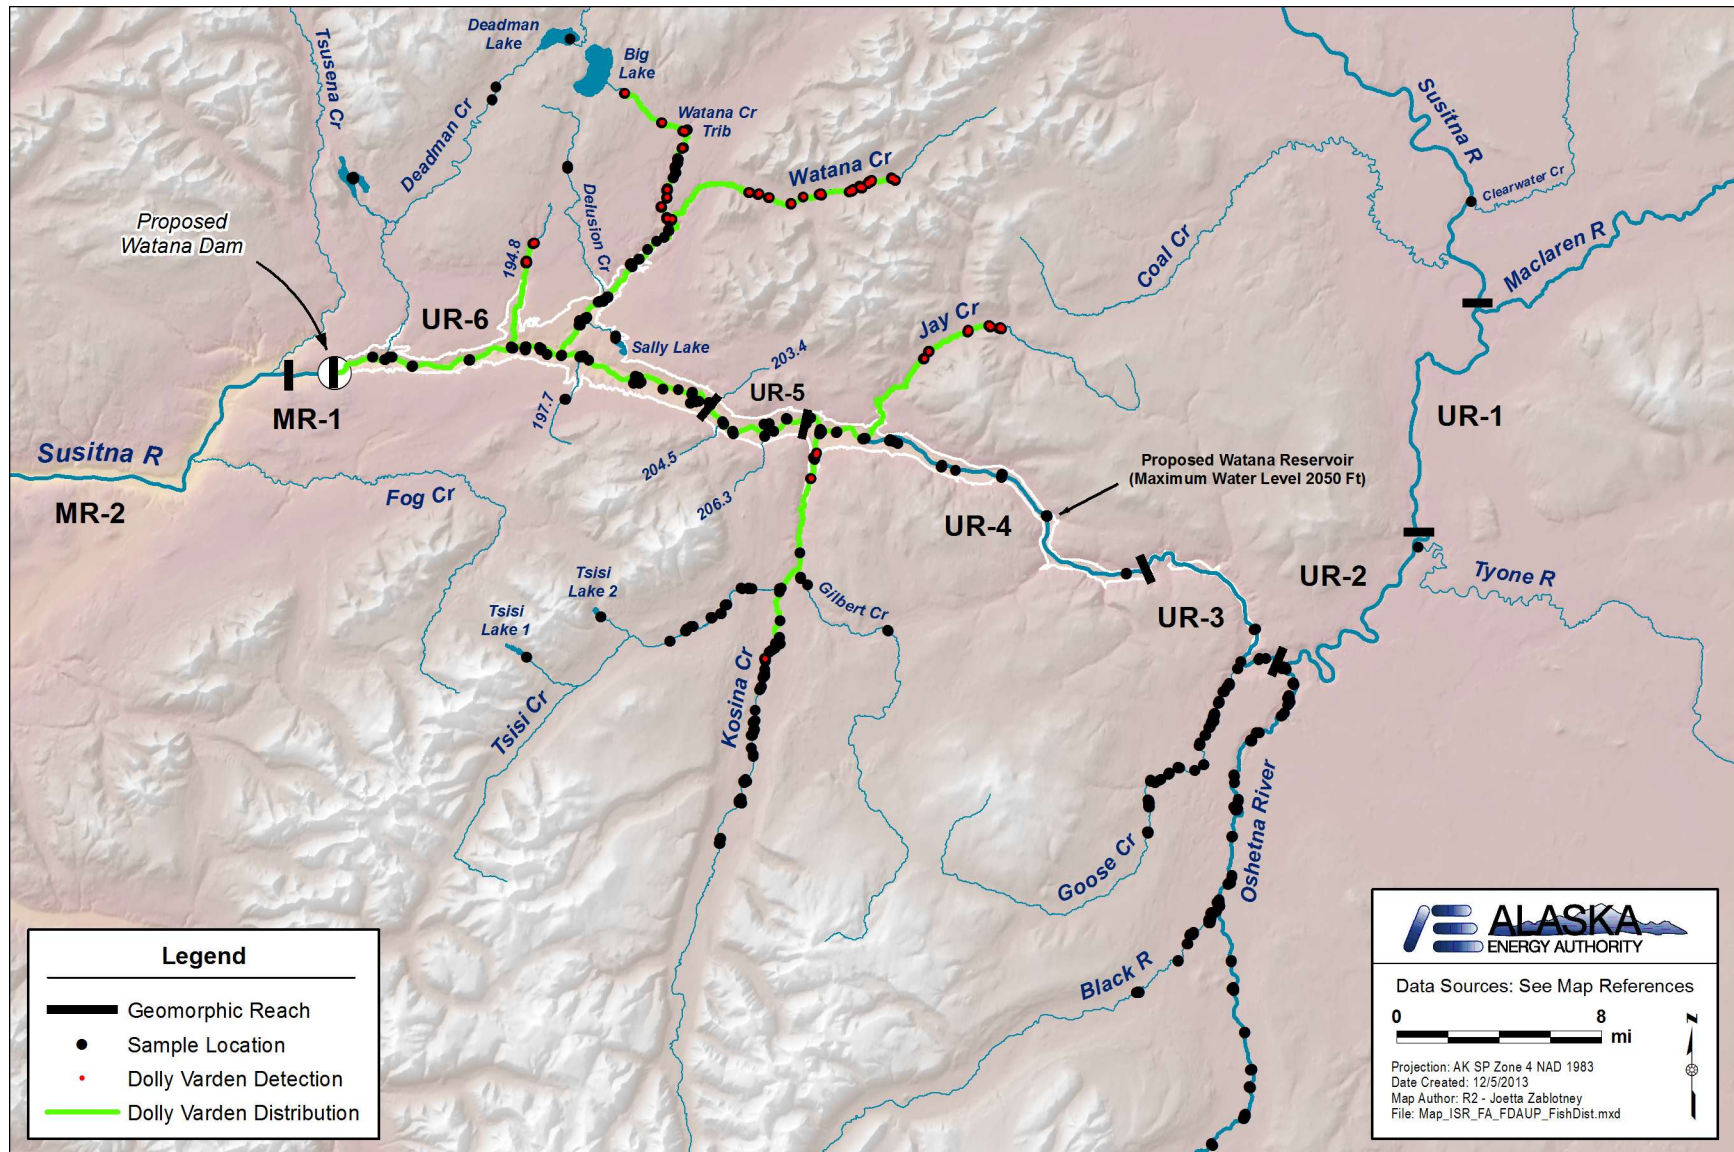 Deadman
Lake
Big
Lake
Tsusena Cr
Deadman Cr
Watana Cr
Trib
Susitna R
Watana Cr
Clearwater Cr
Delusion Cr
Proposed
Watana Dam
194.8
Coal Cr
Maclaren R
UR-6
Jay Cr
Sally Lake
203.4
UR-5
MR-1
197.7
UR-1
Susitna R
204.5
Proposed Watana Reservoir
(Maximum Water Level 2050 Ft)
Fog Cr
206.3
MR-2
UR-4
Tsisi
Lake 2
Gilbert Cr
UR-2
Tyone R
Tsisi
Lake 1
UR-3
Kosina Cr
Tsisi Cr
Goose Cr
Oshetna River
Black R
Legend
Geomorphic Reach
Sample Location
Dolly Varden Detection
Dolly Varden Distribution
ALASKA
ENERGY AUTHORITY
Data Sources: See Map References
0 8
mi
Z
Projection: AK SP Zone 4 NAD 1983
Date Created: 12/5/2013
Map Author: R2 - Joetta Zablotney
File: Map_ISR_FA_FDAUP_FishDist.mxd